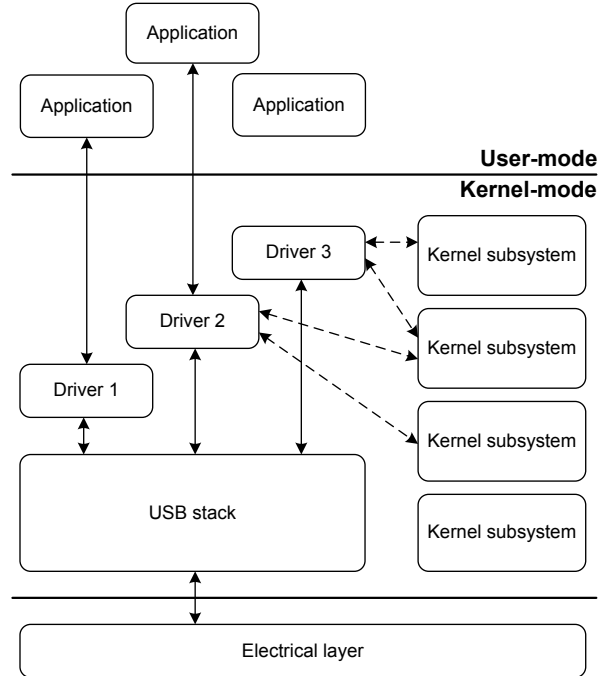 Application
Application
Application
User-mode
Kernel-mode
Driver 3
Kernel subsystem
Driver 2
Kernel subsystem
Driver 1
Kernel subsystem
USB stack
Kernel subsystem
Electrical layer